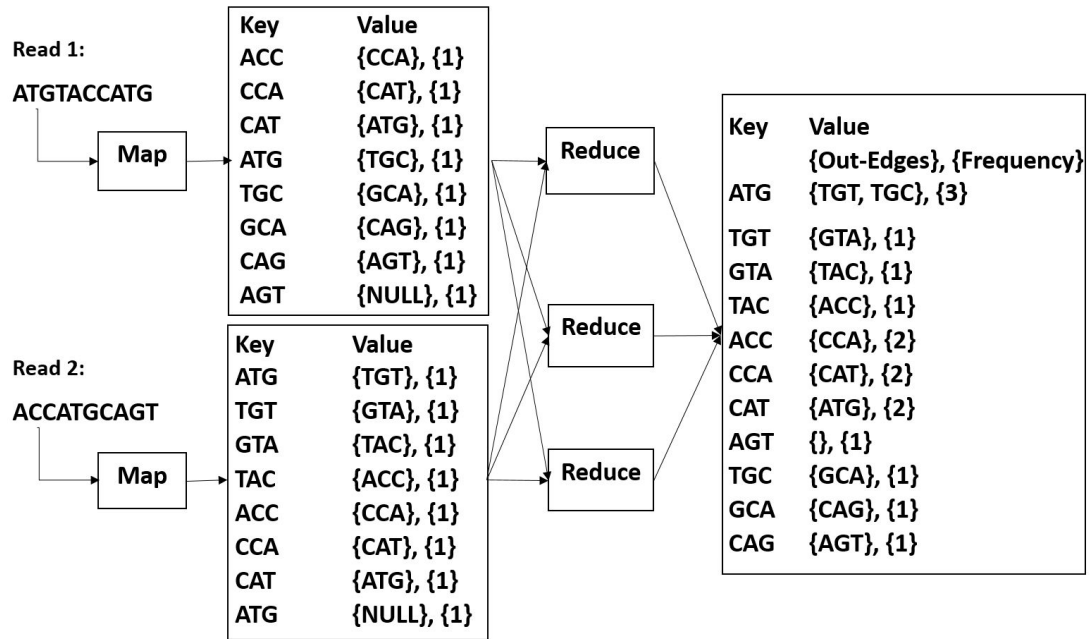 Read 1:
ATGTACCATG
Map
Key Value
ACC {CCA}, {1}
CCA {CAT}, {1}
CAT {ATG}, {1}
ATG {TGC}, {1}
TGC {GCA}, {1}
GCA {CAG}, {1}
CAG {AGT}, {1}
AGT {NULL}, {1}
Read 2:
ACCATGCAGT
Map
Key Value
ATG {TGT}, {1}
TGT {GTA}, {1}
GTA {TAC}, {1}
TAC {ACC}, {1}
ACC {CCA}, {1}
CCA {CAT}, {1}
CAT {ATG}, {1}
ATG {NULL}, {1}
Reduce
Reduce
Reduce
Key Value
{Out-Edges}, {Frequency}
ATG {TGT, TGC}, {3}
TGT {GTA}, {1}
GTA {TAC}, {1}
TAC {ACC}, {1}
ACC {CCA}, {2}
CCA {CAT}, {2}
CAT {ATG}, {2}
AGT {}, {1}
TGC {GCA}, {1}
GCA {CAG}, {1}
CAG {AGT}, {1}